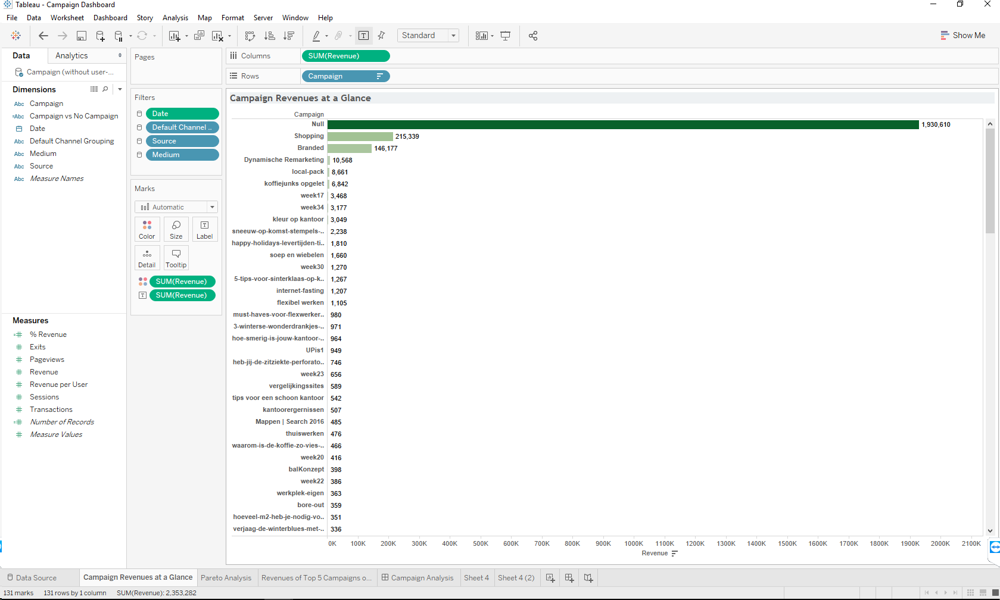 Tableau - Campaign Dashboard
File Data Worksheet Dashboard Story Analysis Map Format Server Window Help
Standard
Show Me
Data Analytics
Campaign (without user-...
Dimensions
Abc Campaign
=Abc Campaign vs No Campaign
Date
Abc Default Channel Grouping
Abc Medium
Abc Source
Abc Measure Names
Measures
=# % Revenue
# Exits
# Pageviews
# Revenue
# Revenue per User
# Sessions
# Transactions
=# Number of Records
# Measure Values
Pages
Filters
Date
Default Channel ..
Source
Medium
Marks
Automatic
Color Size Label
Detail Tooltip
SUM(Revenue)
SUM(Revenue)
Columns SUM(Revenue)
Rows Campaign
Campaign Revenues at a Glance
Campaign
Null 1,930,610
Shopping 215,339
Branded 146,177
Dynamische Remarketing 10,568
local-pack 8,661
koffiejunks opgelet 6,842
week17 3,468
week34 3,177
kleur op kantoor 3,049
sneeuw-op-komst-stempels-.. 2,238
happy-holidays-levertijden-ti.. 1,810
soep en wiebelen 1,660
week30 1,270
5-tips-voor-sinterklaas-op-k.. 1,267
internet-fasting 1,207
flexibel werken 1,105
must-haves-voor-flexwerker.. 980
3-winterse-wonderdrankjes-.. 971
hoe-smerig-is-jouw-kantoor-.. 964
UPis1 949
heb-jij-de-zitziekte-perforato.. 746
week23 656
vergelijkingssites 589
tips voor een schoon kantoor 542
kantoorergernissen 507
Mappen | Search 2016 485
thuiswerken 476
waarom-is-de-koffie-zo-vies-.. 466
week20 416
balKonzept 398
week22 386
werkplek-eigen 363
bore-out 359
hoeveel-m2-heb-je-nodig-vo.. 351
verjaag-de-winterblues-met-.. 336
0K 100K 200K 300K 400K 500K 600K 700K 800K 900K 1000K 1100K 1200K 1300K 1400K 1500K 1600K 1700K 1800K 1900K 2000K 2100K
Revenue
Data Source Campaign Revenues at a Glance Pareto Analysis Revenues of Top 5 Campaigns o... Campaign Analysis Sheet 4 Sheet 4 (2)
131 marks 131 rows by 1 column SUM(Revenue): 2,353,282